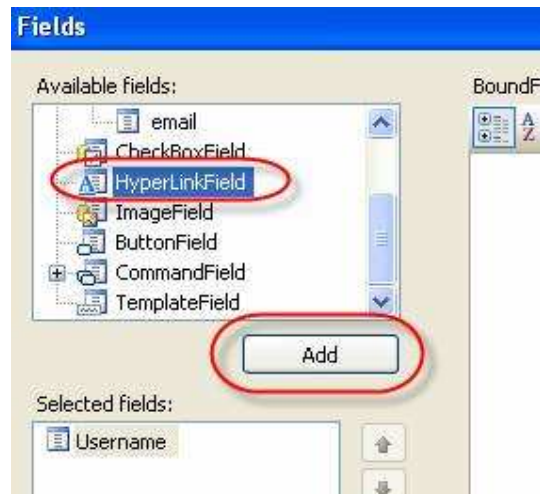 Fields
Available fields:
BoundF
email
CheckBoxField
HyperLinkField
ImageField
ButtonField
CommandField
TemplateField
Add
Selected fields:
Username